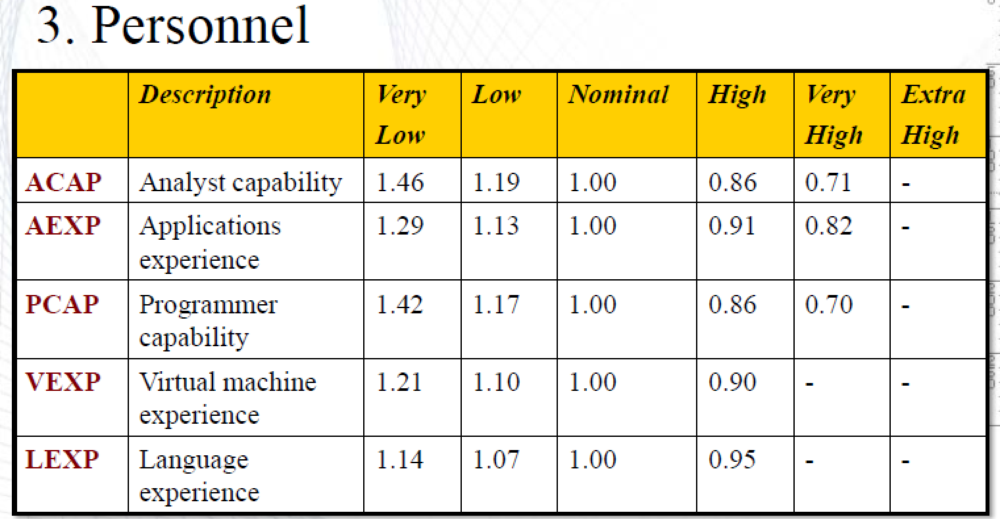 3. Personnel
Description Very Low Low Nominal High Very High Extra High
ACAP Analyst capability 1.46 1.19 1.00 0.86 0.71 -
AEXP Applications experience 1.29 1.13 1.00 0.91 0.82 -
PCAP Programmer capability 1.42 1.17 1.00 0.86 0.70 -
VEXP Virtual machine experience 1.21 1.10 1.00 0.90 - -
LEXP Language experience 1.14 1.07 1.00 0.95 - -